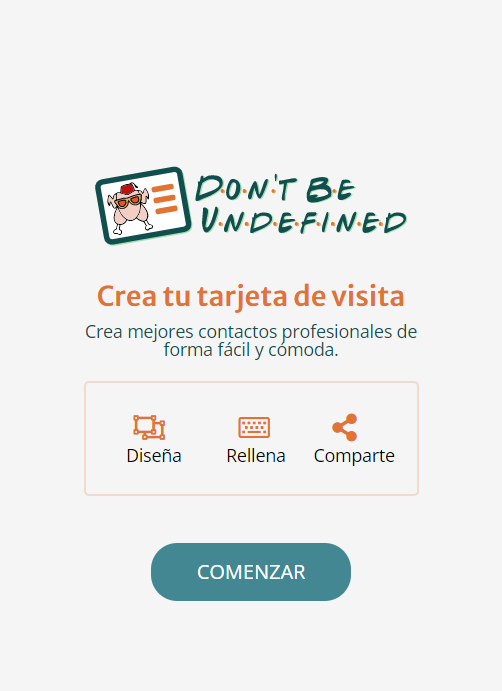 DON'T BE
UNDEFINED
Crea tu tarjeta de visita
Crea mejores contactos profesionales de
forma fácil y cómoda.
Diseña Rellena Comparte
COMENZAR